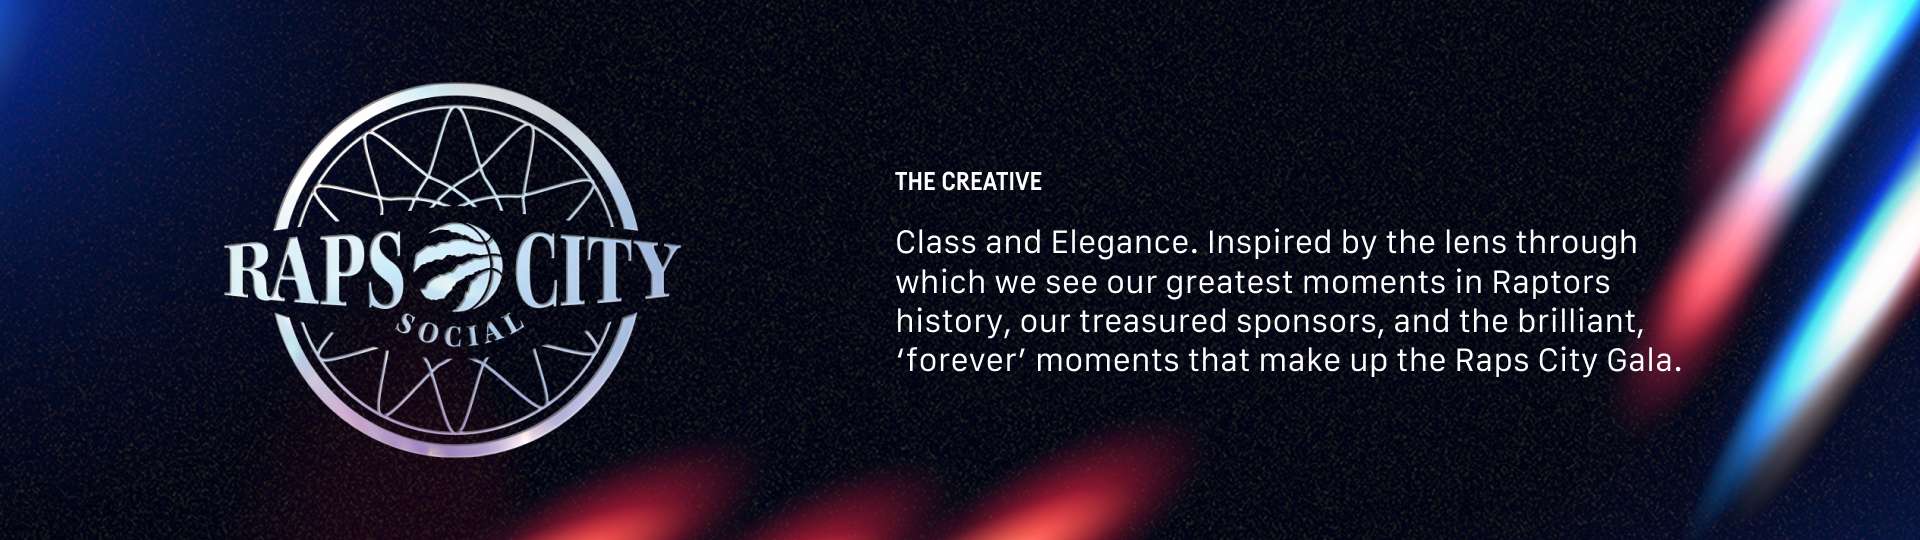 RAPS CITY
SOCIAL
THE CREATIVE
Class and Elegance. Inspired by the lens through
which we see our greatest moments in Raptors
history, our treasured sponsors, and the brilliant,
‘forever’ moments that make up the Raps City Gala.